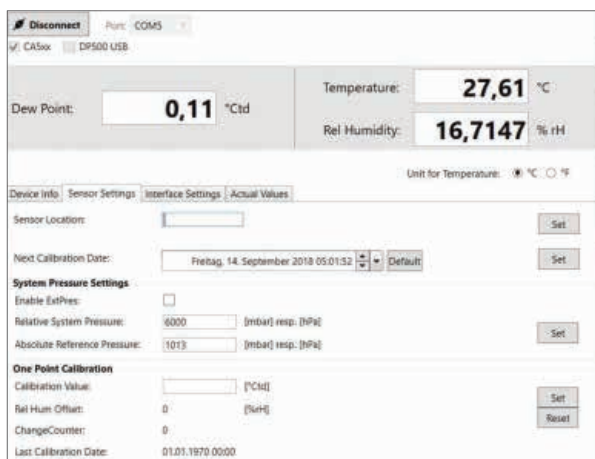 Disconnect Port: COM5
CA5xx DP500 USB
Dew Point: 0,11 °Ctd
Temperature: 27,61 °C
Rel Humidity: 16,7147 % rH
Unit for Temperature: °C °F
Device Info Sensor Settings Interface Settings Actual Values
Sensor Location: Set
Next Calibration Date: Freitag, 14. September 2018 05:01:52 Default Set
System Pressure Settings
Enable ExtPres:
Relative System Pressure: 6000 [mbar] resp. [hPa]
Set
Absolute Reference Pressure: 1013 [mbar] resp. [hPa]
One Point Calibration
Calibration Value: [°Ctd]
Set
Rel Hum Offset: 0 [%rH]
Reset
ChangeCounter: 0
Last Calibration Date: 01.01.1970 00:00